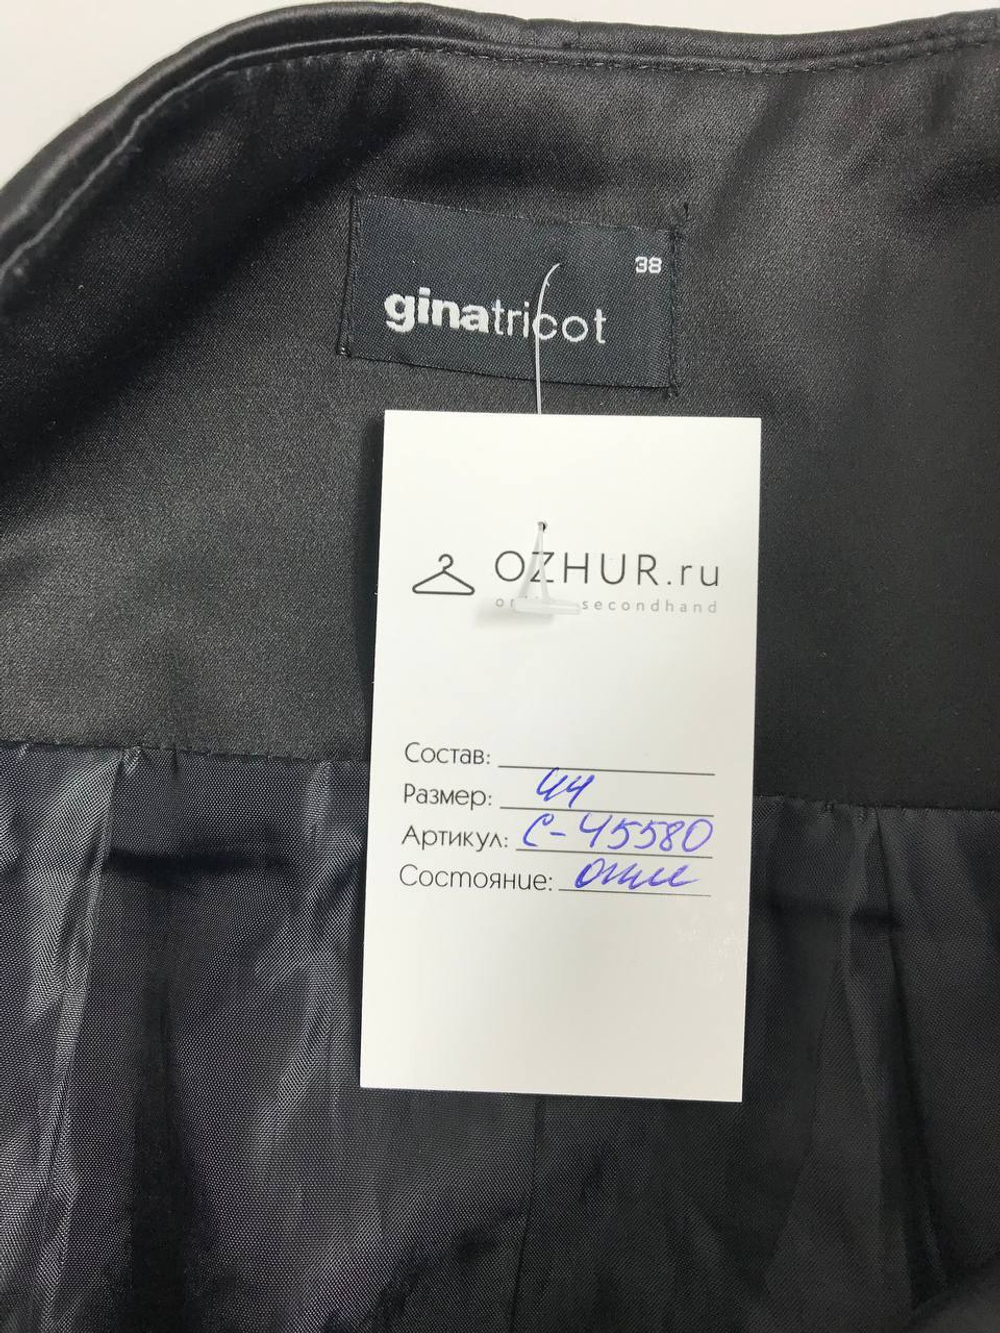 38
ginatricot
OZHUR.ru
secondhand
Состав:
Размер: 44
Артикул: С-45580
Состояние: отл